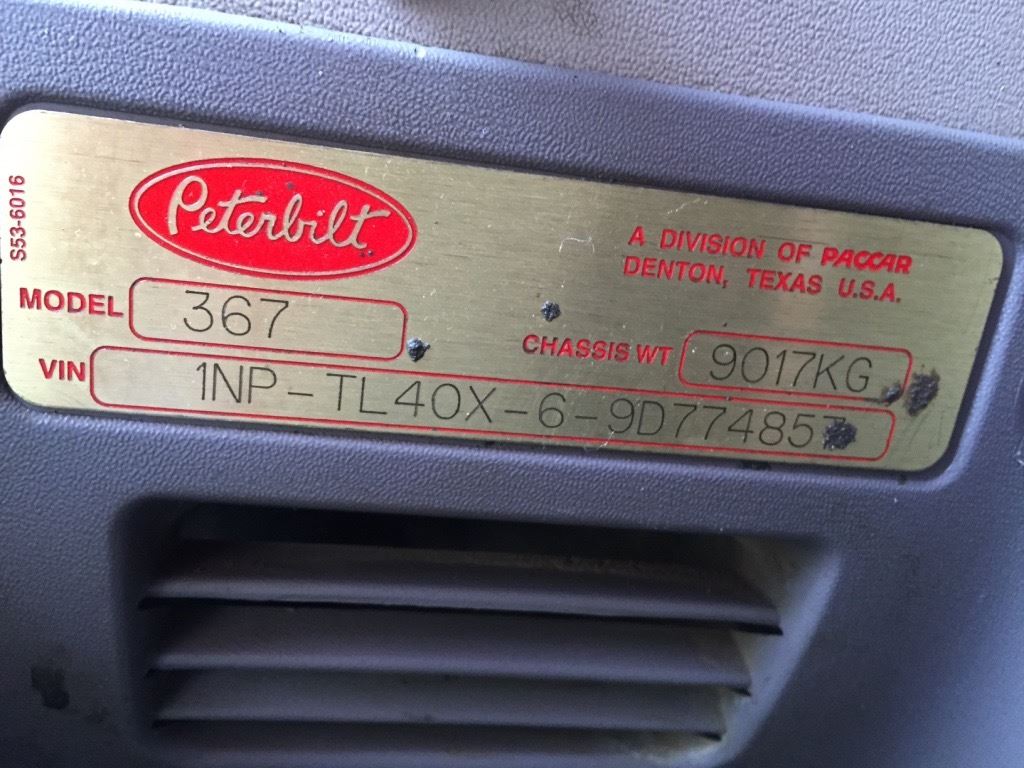 S53-6016
Peterbilt
A DIVISION OF PACCAR
DENTON, TEXAS U.S.A.
MODEL 367
CHASSIS WT 9017KG
VIN 1NP-TL40X-6-9D774857